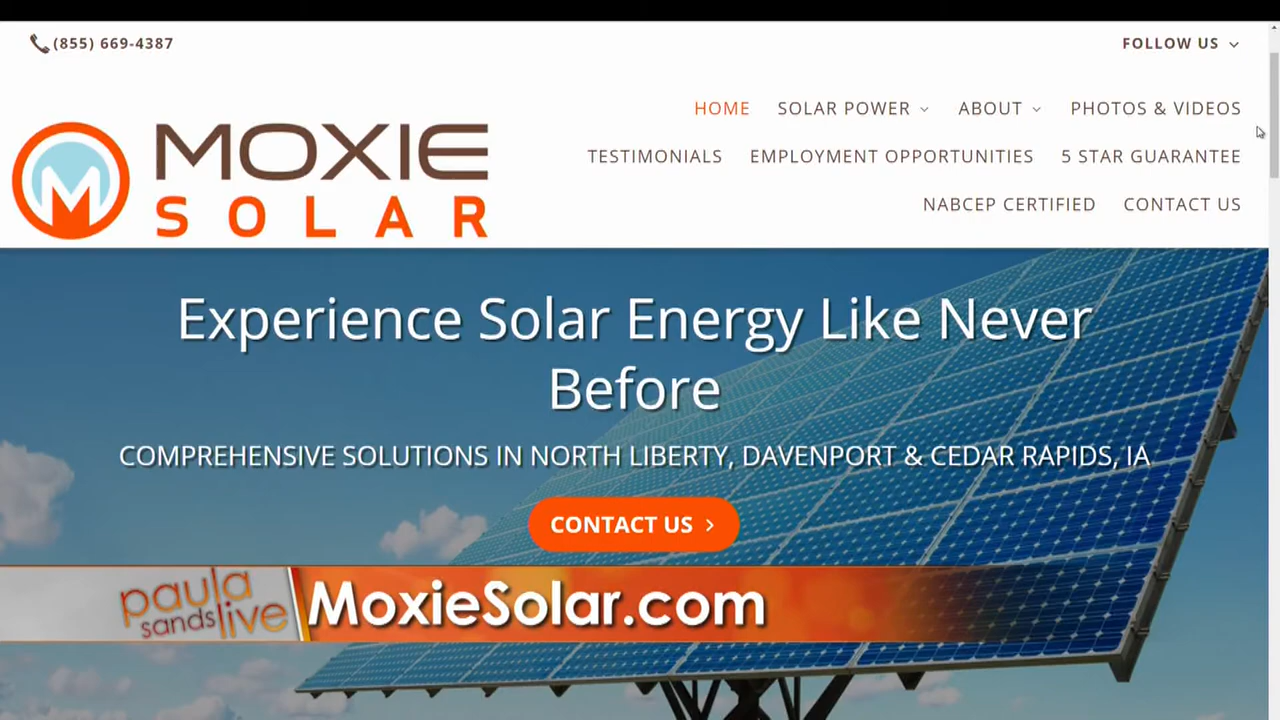 (855) 669-4387
FOLLOW US
MOXIE
SOLAR
HOME SOLAR POWER ABOUT PHOTOS & VIDEOS
TESTIMONIALS EMPLOYMENT OPPORTUNITIES 5 STAR GUARANTEE
NABCEP CERTIFIED CONTACT US
Experience Solar Energy Like Never
Before
COMPREHENSIVE SOLUTIONS IN NORTH LIBERTY, DAVENPORT & CEDAR RAPIDS, IA
CONTACT US
paula
sandslive
MoxieSolar.com